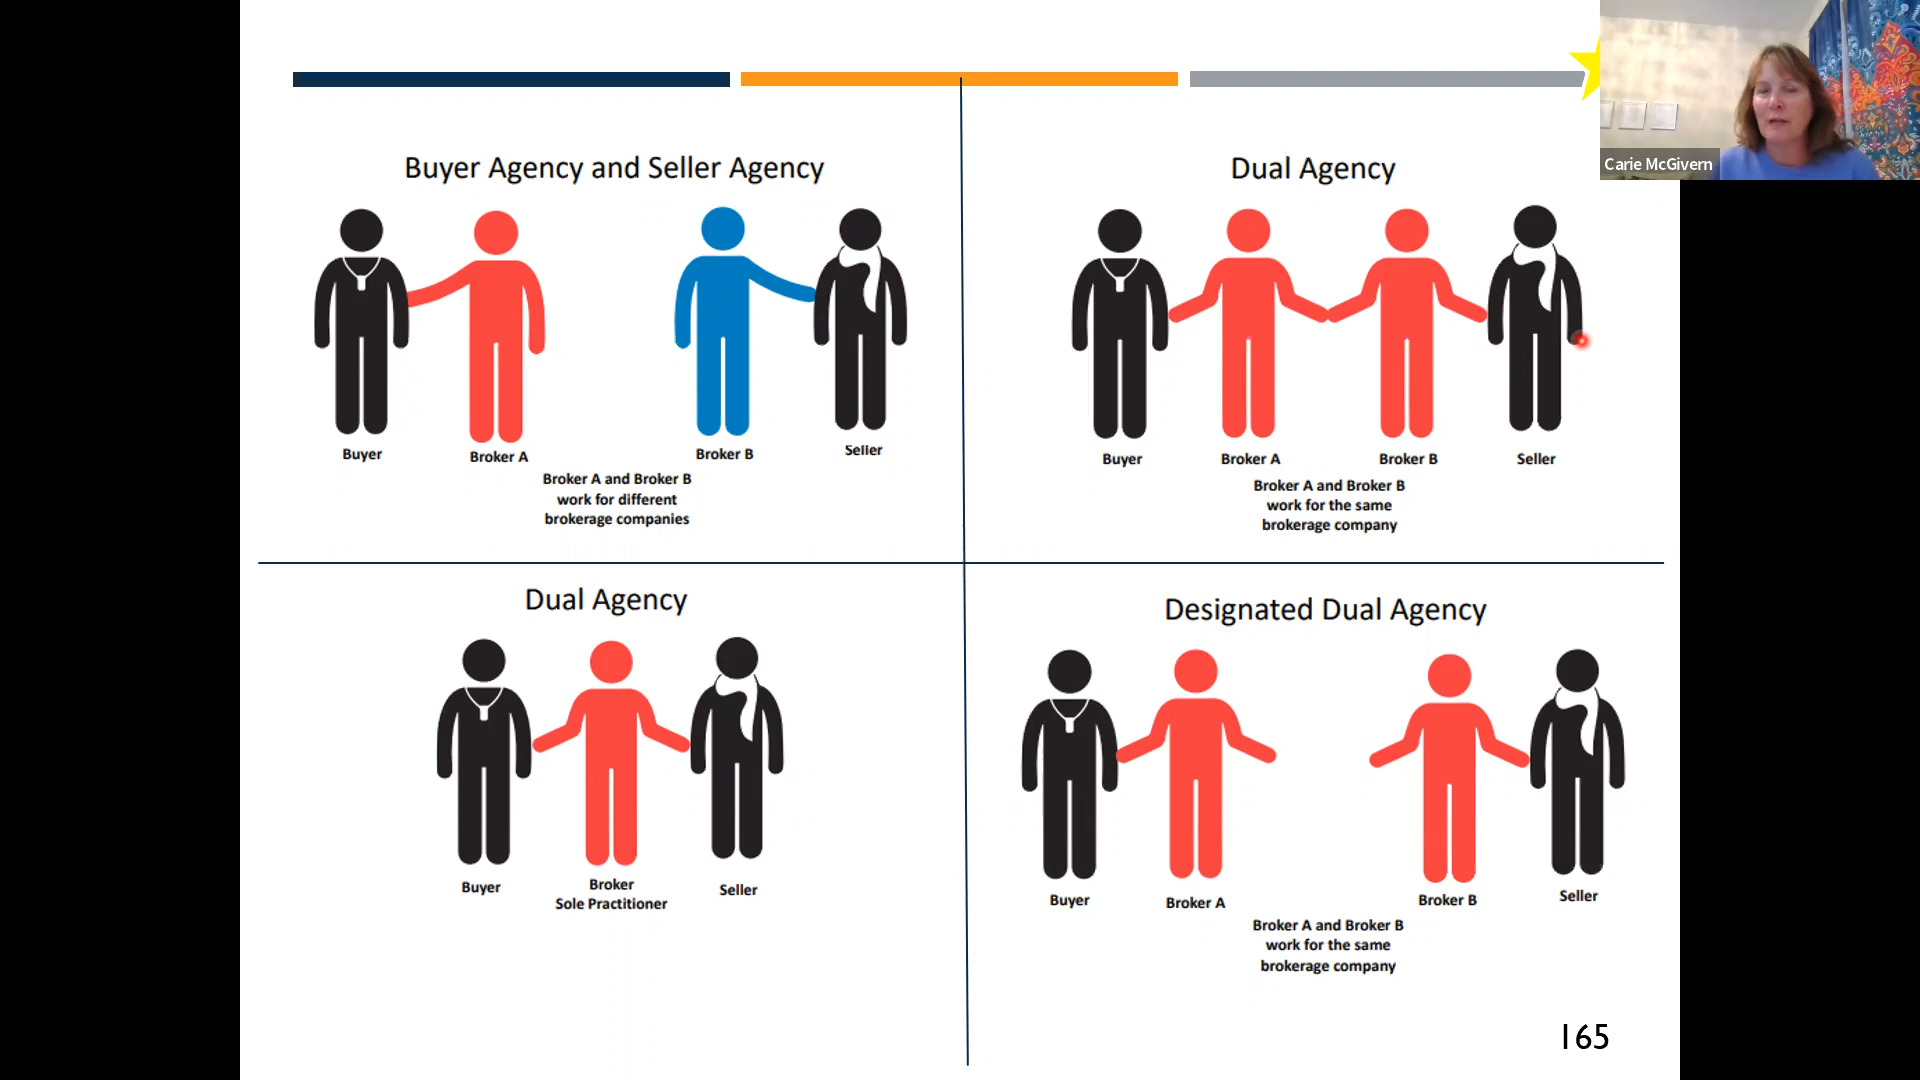 Carie McGivern
Buyer Agency and Seller Agency
Buyer
Broker A
Broker B
Seller
Broker A and Broker B
work for different
brokerage companies
Dual Agency
Buyer
Broker A
Broker B
Seller
Broker A and Broker B
work for the same
brokerage company
Dual Agency
Buyer
Broker
Sole Practitioner
Seller
Designated Dual Agency
Buyer
Broker A
Broker B
Seller
Broker A and Broker B
work for the same
brokerage company
165